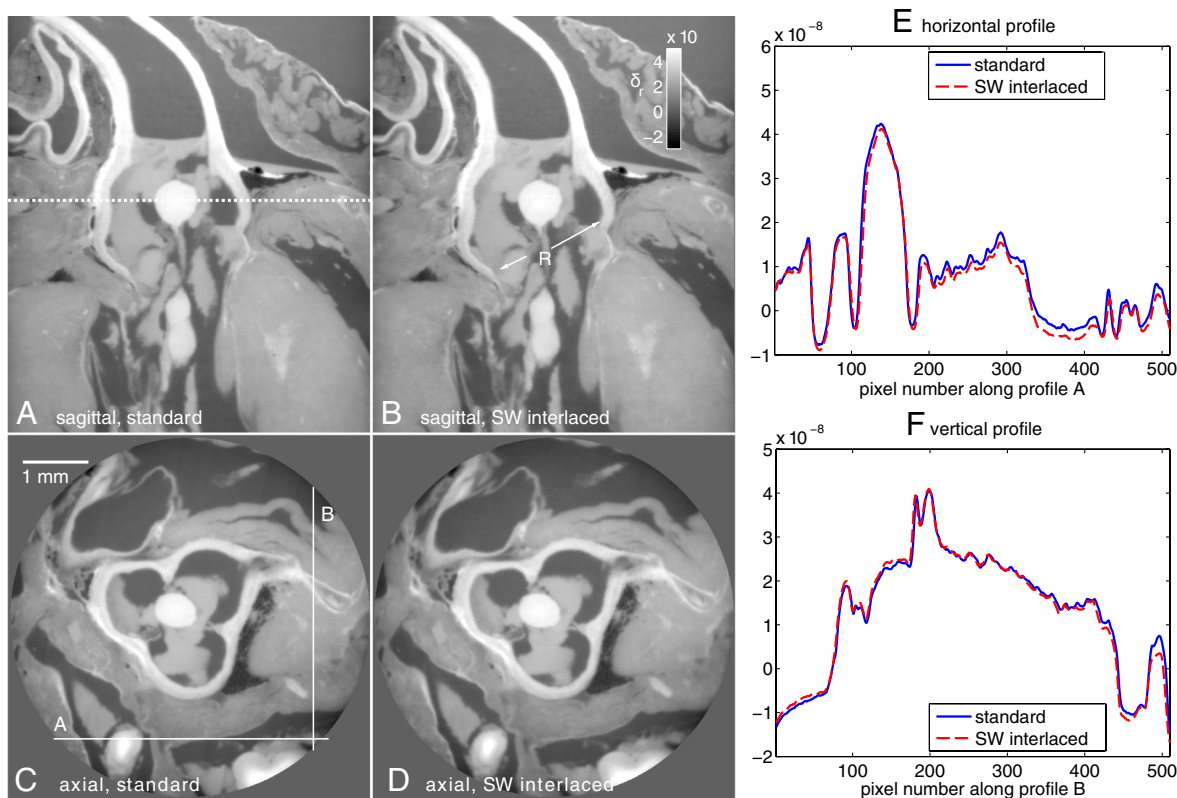 A sagittal, standard
B sagittal, SW interlaced
R
x 10
δr
4
2
0
−2
C axial, standard
1 mm
A
B
D axial, SW interlaced
E horizontal profile
x 10−8
standard
SW interlaced
6
5
4
3
2
1
0
−1
100 200 300 400 500
pixel number along profile A
F vertical profile
x 10−8
5
4
3
2
1
0
−1
−2
standard
SW interlaced
100 200 300 400 500
pixel number along profile B